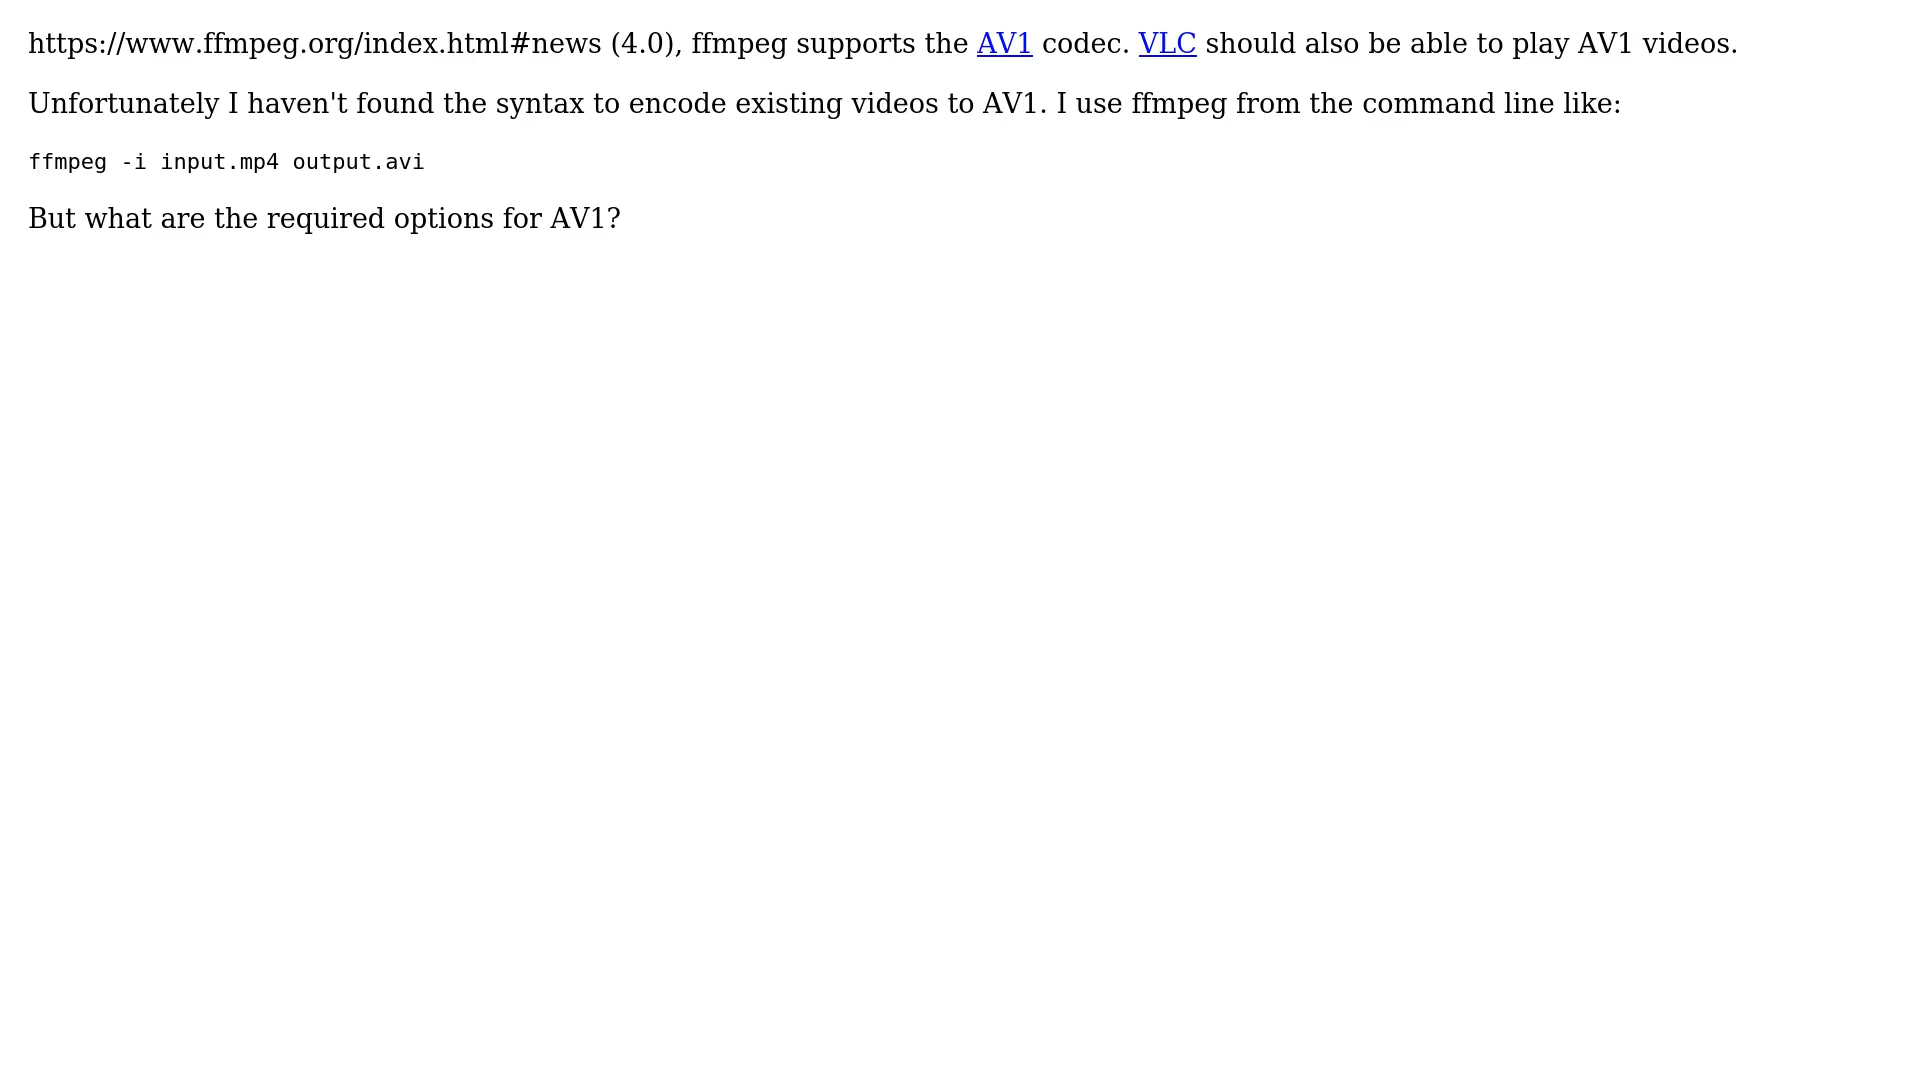 https://www.ffmpeg.org/index.html#news (4.0), ffmpeg supports the AV1 codec. VLC should also be able to play AV1 videos.
Unfortunately I haven't found the syntax to encode existing videos to AV1. I use ffmpeg from the command line like:
ffmpeg -i input.mp4 output.avi
But what are the required options for AV1?